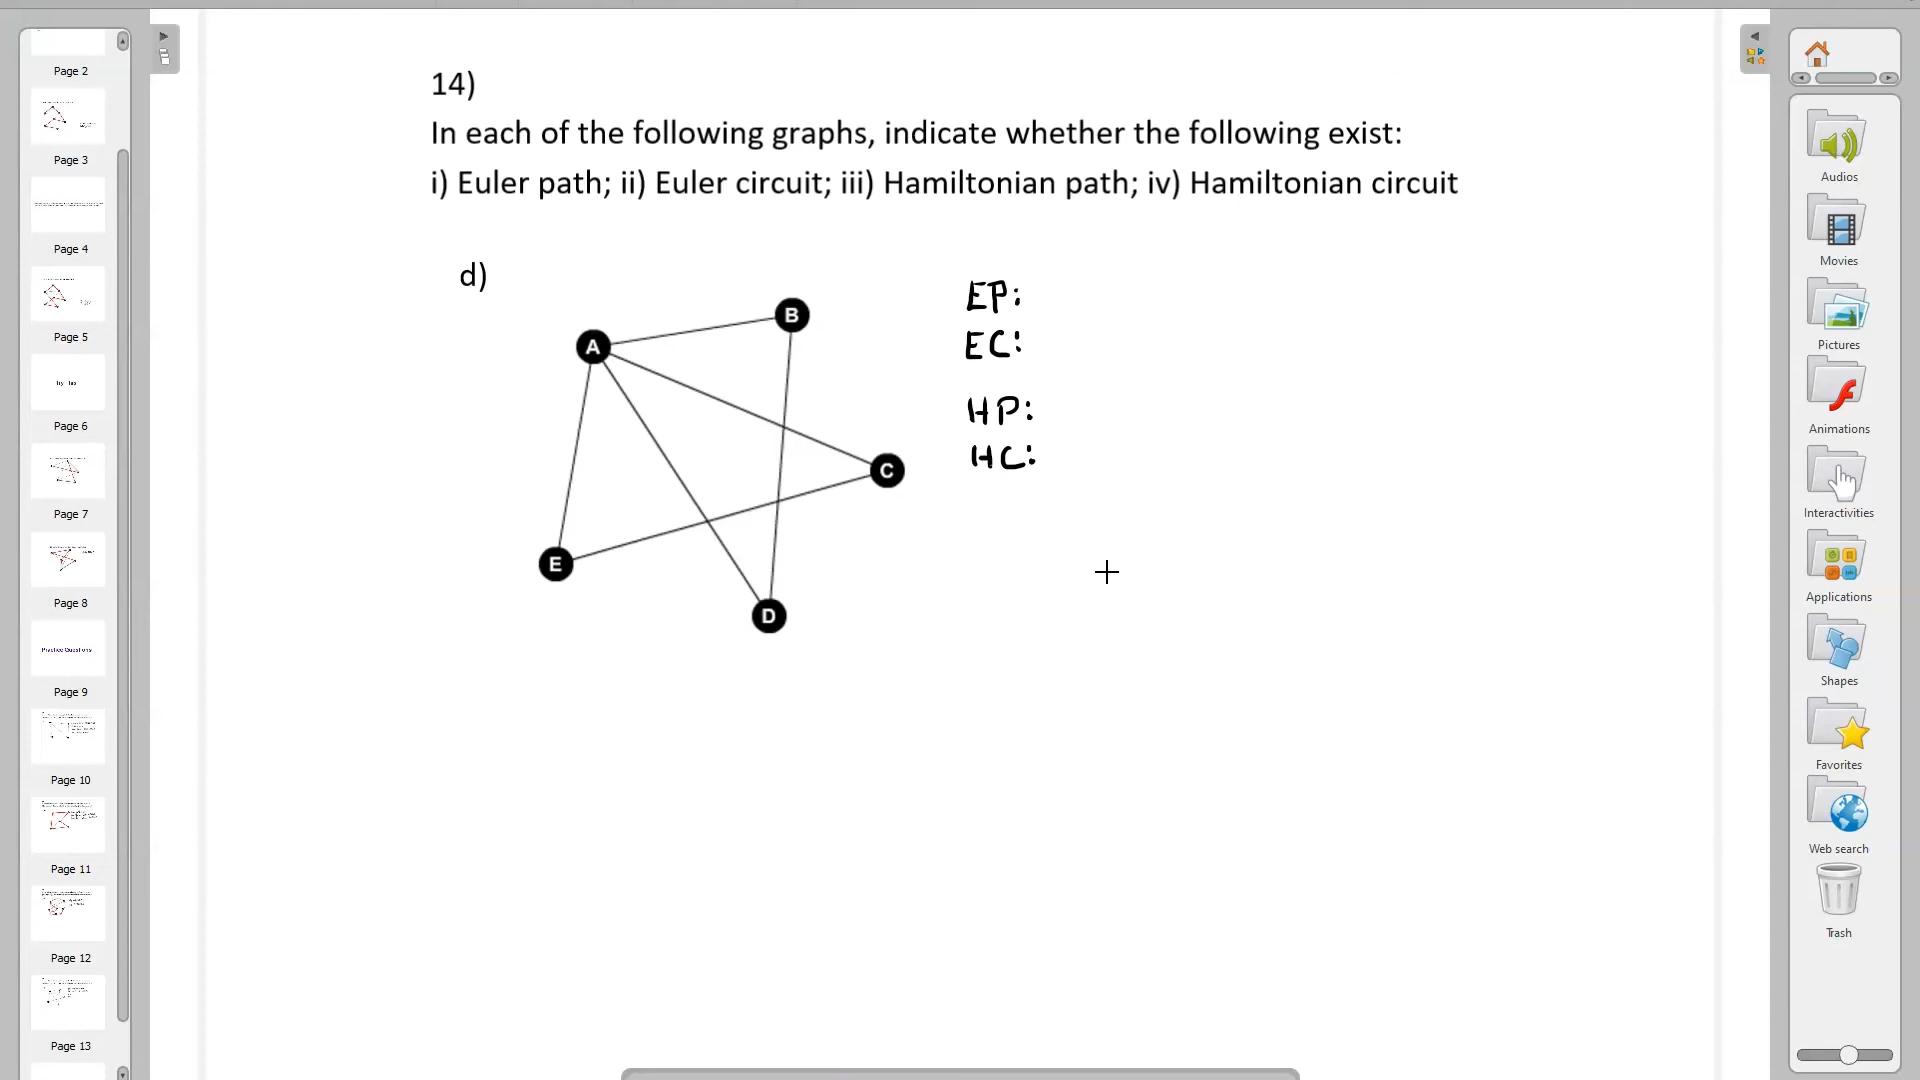 Page 2
Page 3
Page 4
Page 5
Page 6
Page 7
Page 8
Practice Questions
Page 9
Page 10
Page 11
Page 12
Page 13
14)
In each of the following graphs, indicate whether the following exist:
i) Euler path; ii) Euler circuit; iii) Hamiltonian path; iv) Hamiltonian circuit
d)
A
B
C
E
D
EP:
EC:
HP:
HC:
Audios
Movies
Pictures
Animations
Interactivities
Applications
Shapes
Favorites
Web search
Trash